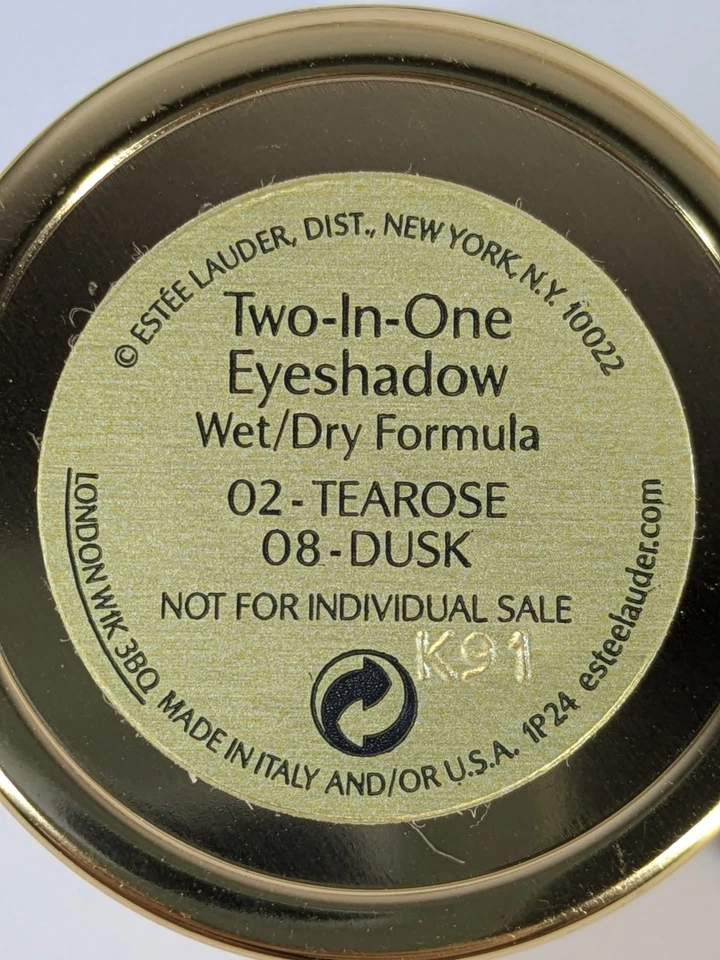 © ESTÉE LAUDER, DIST., NEW YORK, N.Y. 10022
Two-In-One
Eyeshadow
Wet/Dry Formula
02-TEAROSE
08-DUSK
NOT FOR INDIVIDUAL SALE
K91
LONDON W1K 3BQ
MADE IN ITALY AND/OR U.S.A. 1P24
esteelauder.com